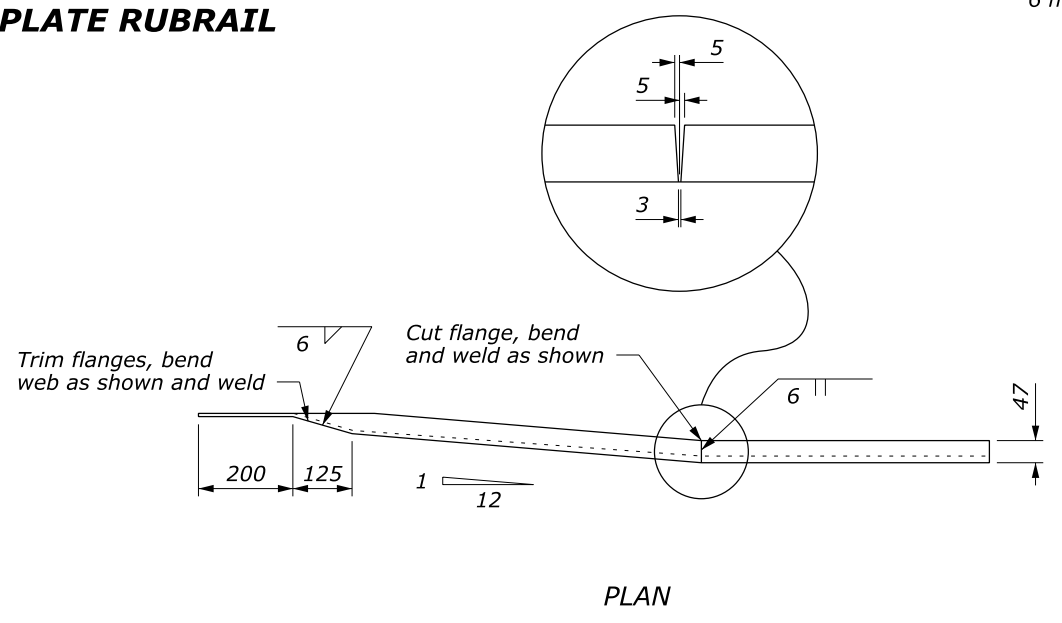 PLATE RUBRAIL
5
5
3
Cut flange, bend
and weld as shown
6
Trim flanges, bend
web as shown and weld
6
47
200
125
1
12
PLAN